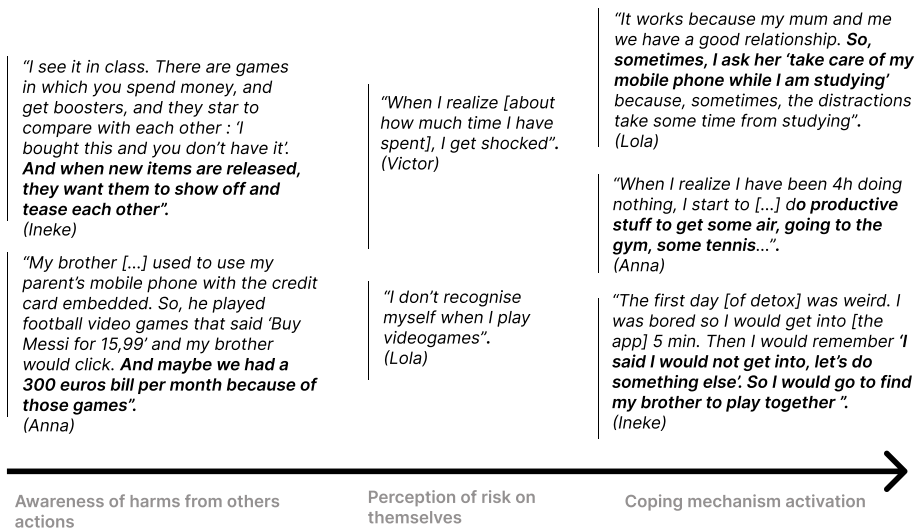 “I see it in class. There are games
in which you spend money, and
get boosters, and they star to
compare with each other : ‘I
bought this and you don’t have it’.
And when new items are released,
they want them to show off and
tease each other”.
(Ineke)
“My brother [...] used to use my
parent’s mobile phone with the credit
card embedded. So, he played
football video games that said ‘Buy
Messi for 15,99’ and my brother
would click. And maybe we had a
300 euros bill per month because of
those games”.
(Anna)
“When I realize [about
how much time I have
spent], I get shocked”.
(Victor)
“I don’t recognise
myself when I play
videogames”.
(Lola)
“It works because my mum and me
we have a good relationship. So,
sometimes, I ask her ‘take care of my
mobile phone while I am studying’
because, sometimes, the distractions
take some time from studying”.
(Lola)
“When I realize I have been 4h doing
nothing, I start to [...] do productive
stuff to get some air, going to the
gym, some tennis...”.
(Anna)
“The first day [of detox] was weird. I
was bored so I would get into [the
app] 5 min. Then I would remember ‘I
said I would not get into, let’s do
something else’. So I would go to find
my brother to play together ”.
(Ineke)
Awareness of harms from others
actions
Perception of risk on
themselves
Coping mechanism activation